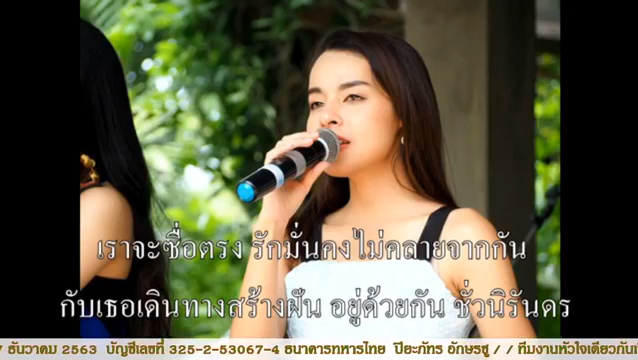 เราจะซื่อตรง รักมั่นคงไม่คลายจากกัน
กับเธอเดินทางสร้างฝัน อยู่ด้วยกัน ชั่วนิรันดร
/ ธันวาคม 2563 บัญชีเลขที่ 325-2-53067-4 ธนาคารทหารไทย ปิยะภัทร อักษรชู / / ทีมงานหัวใจเดียวกัน